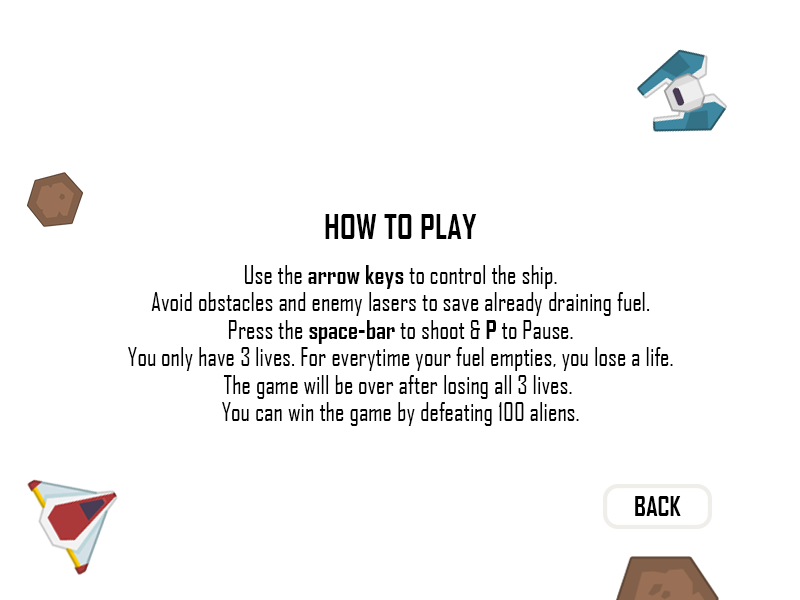 HOW TO PLAY
Use the arrow keys to control the ship.
Avoid obstacles and enemy lasers to save already draining fuel.
Press the space-bar to shoot & P to Pause.
You only have 3 lives. For everytime your fuel empties, you lose a life.
The game will be over after losing all 3 lives.
You can win the game by defeating 100 aliens.
BACK